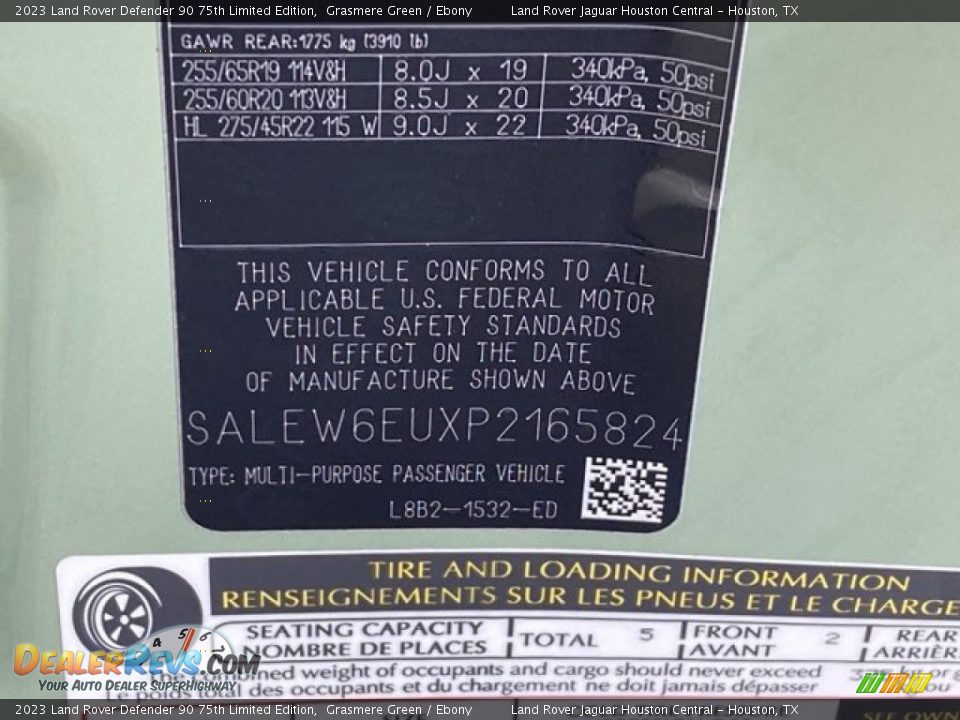 2023 Land Rover Defender 90 75th Limited Edition, Grasmere Green / Ebony Land Rover Jaguar Houston Central – Houston, TX
GAWR REAR:1775 kg (3910 lb)
255/65R19 114V&H 8.0J x 19 340kPa, 50psi
255/60R20 113V&H 8.5J x 20 340kPa, 50psi
HL 275/45R22 115 W 9.0J x 22 340kPa, 50psi
THIS VEHICLE CONFORMS TO ALL
APPLICABLE U.S. FEDERAL MOTOR
VEHICLE SAFETY STANDARDS
IN EFFECT ON THE DATE
OF MANUFACTURE SHOWN ABOVE
SALEW6EUXP2165824
TYPE: MULTI-PURPOSE PASSENGER VEHICLE
L8B2-1532-ED
TIRE AND LOADING INFORMATION
RENSEIGNEMENTS SUR LES PNEUS ET LE CHARGE
SEATING CAPACITY TOTAL 5 FRONT 2 REAR
NOMBRE DE PLACES AVANT ARRIÈR
combined weight of occupants and cargo should never exceed
des occupants et du chargement ne doit jamais dépasser
DEALERREVS.COM
YOUR AUTO DEALER SUPERHIGHWAY
2023 Land Rover Defender 90 75th Limited Edition, Grasmere Green / Ebony Land Rover Jaguar Houston Central – Houston, TX